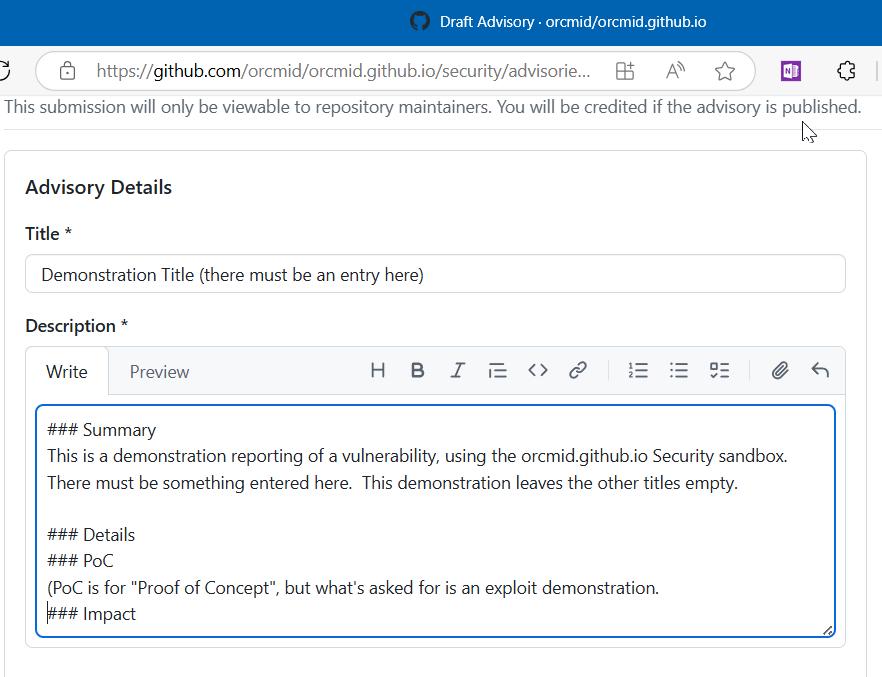 Draft Advisory · orcmid/orcmid.github.io
https://github.com/orcmid/orcmid.github.io/security/advisorie...
This submission will only be viewable to repository maintainers. You will be credited if the advisory is published.
Advisory Details
Title *
Demonstration Title (there must be an entry here)
Description *
Write Preview
### Summary
This is a demonstration reporting of a vulnerability, using the orcmid.github.io Security sandbox.
There must be something entered here.  This demonstration leaves the other titles empty.
### Details
### PoC
(PoC is for "Proof of Concept", but what's asked for is an exploit demonstration.
### Impact